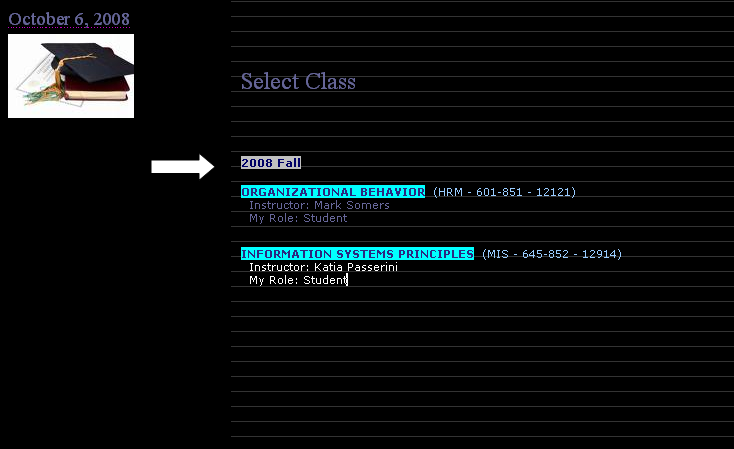 October 6, 2008
Select Class
2008 Fall
ORGANIZATIONAL BEHAVIOR (HRM - 601-851 - 12121)
Instructor: Mark Somers
My Role: Student
INFORMATION SYSTEMS PRINCIPLES (MIS - 645-852 - 12914)
Instructor: Katia Passerini
My Role: Student